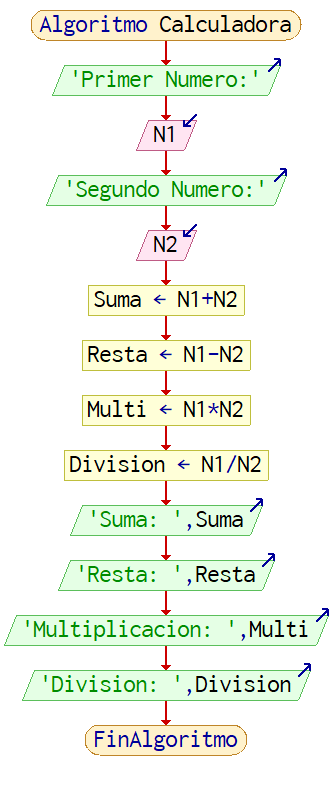 Algoritmo Calculadora
'Primer Numero:'
N1
'Segundo Numero:'
N2
Suma ← N1+N2
Resta ← N1-N2
Multi ← N1*N2
Division ← N1/N2
'Suma: ',Suma
'Resta: ',Resta
'Multiplicacion: ',Multi
'Division: ',Division
FinAlgoritmo